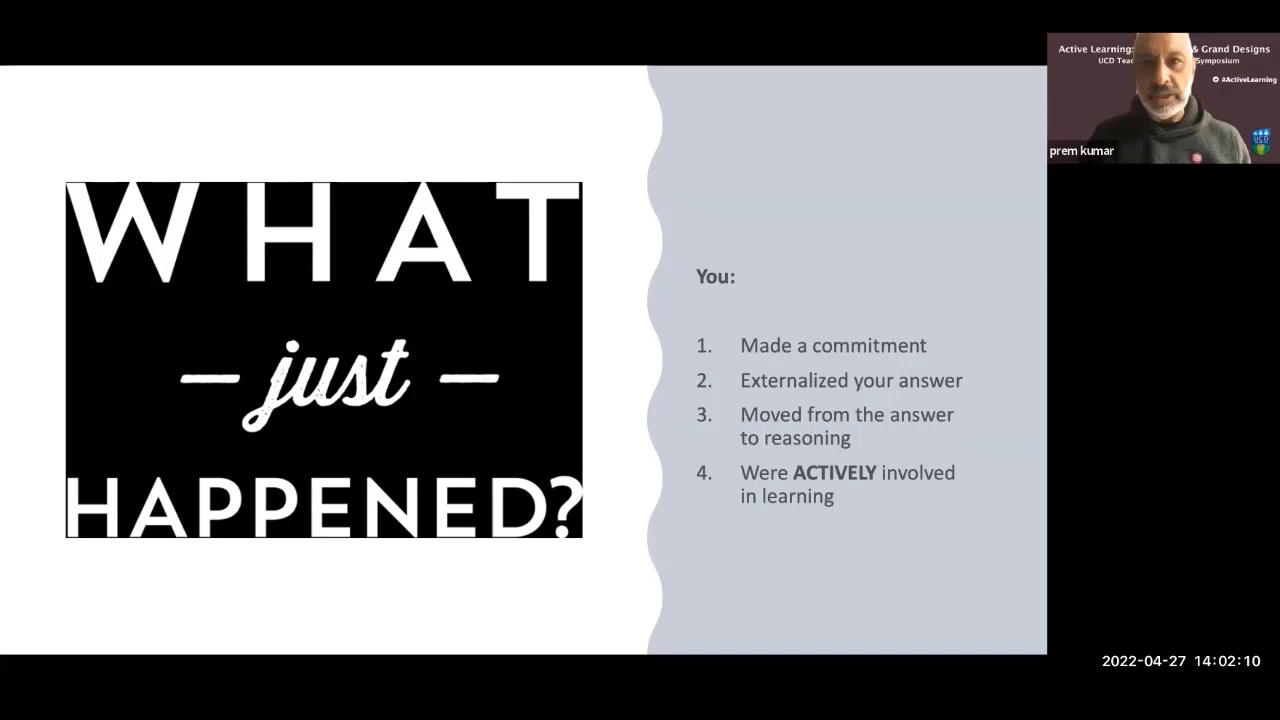 WHAT
— just —
HAPPENED?
You:
1. Made a commitment
2. Externalized your answer
3. Moved from the answer
to reasoning
4. Were ACTIVELY involved
in learning
Active Learning: & Grand Designs
UCD Symposium
#ActiveLearning
UCD
prem kumar
2022-04-27 14:02:10